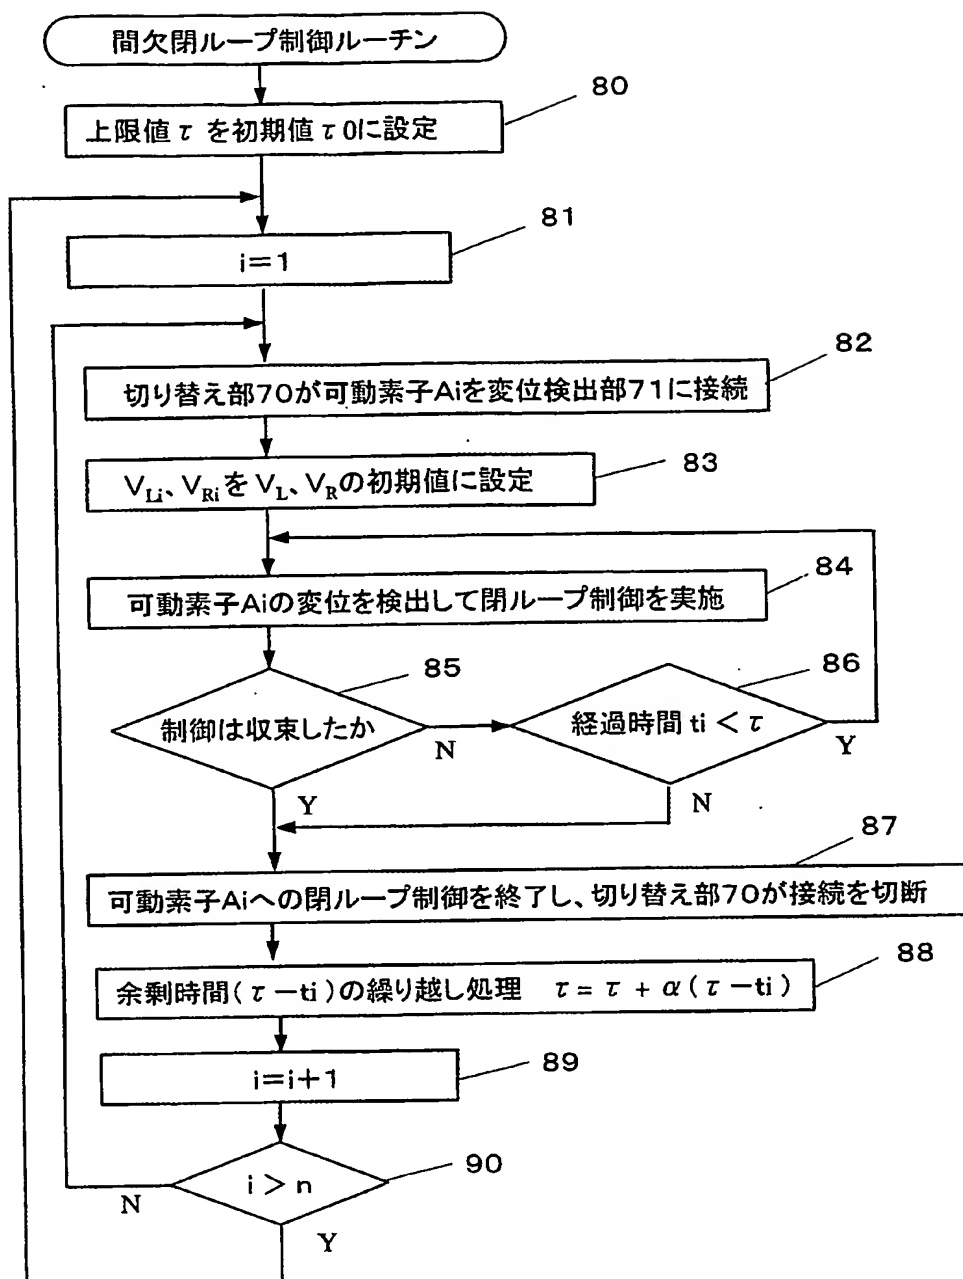 間欠閉ループ制御ルーチン
80
上限値τ を初期値τ0に設定
81
i=1
82
切り替え部70が可動素子Aiを変位検出部71に接続
83
VLi、VRiをVL、VRの初期値に設定
84
可動素子Aiの変位を検出して閉ループ制御を実施
85
制御は収束したか
N
Y
86
経過時間 ti < τ
Y
N
87
可動素子Aiへの閉ループ制御を終了し、切り替え部70が接続を切断
88
余剰時間(τ-ti)の繰り越し処理 τ=τ+α(τ-ti)
89
i=i+1
90
i>n
N
Y